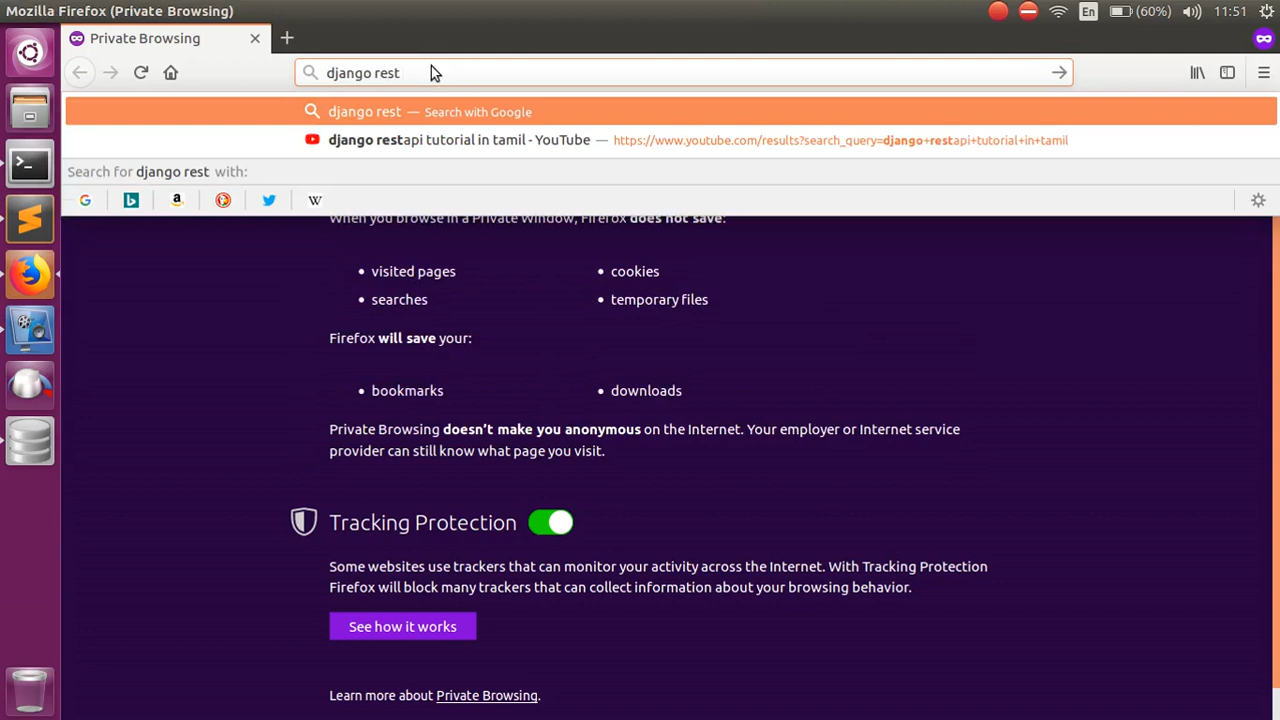 Mozilla Firefox (Private Browsing)
En (60%) 11:51
Private Browsing
django rest
django rest — Search with Google
django restapi tutorial in tamil - YouTube — https://www.youtube.com/results?search_query=django+restapi+tutorial+in+tamil
Search for django rest with:
When you browse in a Private Window, Firefox does not save:
visited pages
cookies
searches
temporary files
Firefox will save your:
bookmarks
downloads
Private Browsing doesn't make you anonymous on the Internet. Your employer or Internet service
provider can still know what page you visit.
Tracking Protection
Some websites use trackers that can monitor your activity across the Internet. With Tracking Protection
Firefox will block many trackers that can collect information about your browsing behavior.
See how it works
Learn more about Private Browsing.